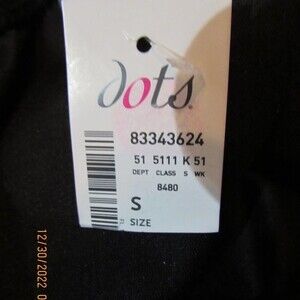 dots
83343624
51 5111 K 51
DEPT CLASS S WK
8480
S
SIZE
12/30/2022